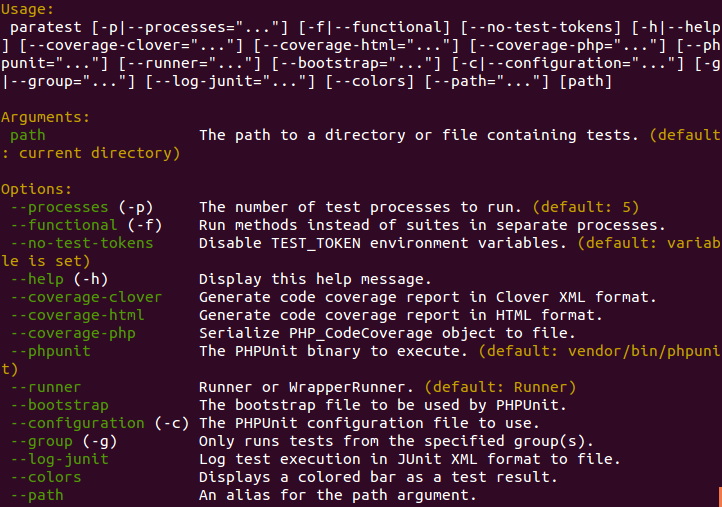 Usage:
 paratest [-p|--processes="..."] [-f|--functional] [--no-test-tokens] [-h|--help
] [--coverage-clover="..."] [--coverage-html="..."] [--coverage-php="..."] [--ph
punit="..."] [--runner="..."] [--bootstrap="..."] [-c|--configuration="..."] [-g
|--group="..."] [--log-junit="..."] [--colors] [--path="..."] [path]

Arguments:
 path                 The path to a directory or file containing tests. (default
: current directory)

Options:
 --processes (-p)     The number of test processes to run. (default: 5)
 --functional (-f)    Run methods instead of suites in separate processes.
 --no-test-tokens     Disable TEST_TOKEN environment variables. (default: variab
le is set)
 --help (-h)          Display this help message.
 --coverage-clover    Generate code coverage report in Clover XML format.
 --coverage-html      Generate code coverage report in HTML format.
 --coverage-php       Serialize PHP_CodeCoverage object to file.
 --phpunit            The PHPUnit binary to execute. (default: vendor/bin/phpuni
t)
 --runner             Runner or WrapperRunner. (default: Runner)
 --bootstrap          The bootstrap file to be used by PHPUnit.
 --configuration (-c) The PHPUnit configuration file to use.
 --group (-g)         Only runs tests from the specified group(s).
 --log-junit          Log test execution in JUnit XML format to file.
 --colors             Displays a colored bar as a test result.
 --path               An alias for the path argument.